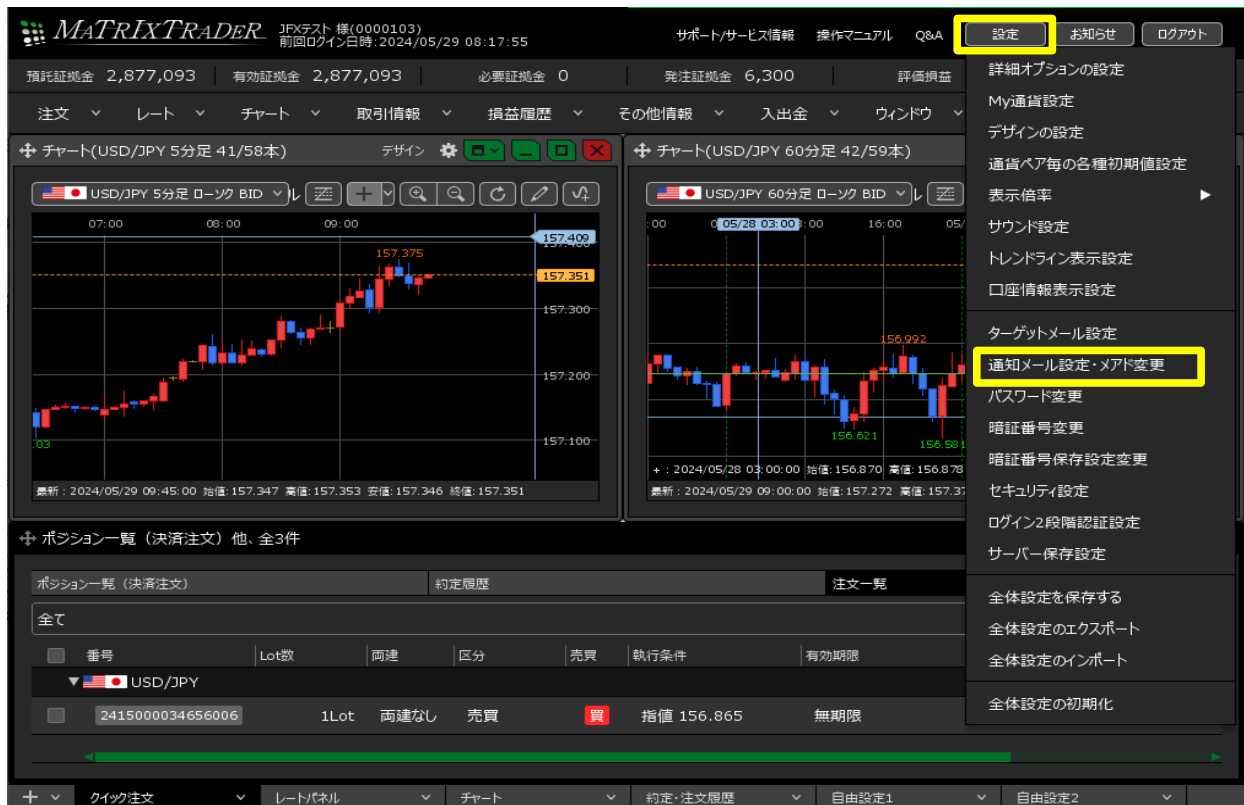 MATRIXTRADER JFXテスト 様(0000103)
前回ログイン日時:2024/05/29 08:17:55
サポート/サービス情報 操作マニュアル Q&A 設定 お知らせ ログアウト
預託証拠金 2,877,093 有効証拠金 2,877,093 必要証拠金 0 発注証拠金 6,300 評価損益
注文 レート チャート 取引情報 損益履歴 その他情報 入出金 ウィンドウ
詳細オプションの設定
My通貨設定
デザインの設定
通貨ペア毎の各種初期値設定
表示倍率
サウンド設定
トレンドライン表示設定
口座情報表示設定
ターゲットメール設定
通知メール設定・メアド変更
パスワード変更
暗証番号変更
暗証番号保存設定変更
セキュリティ設定
ログイン2段階認証設定
サーバー保存設定
全体設定を保存する
全体設定のエクスポート
全体設定のインポート
全体設定の初期化
チャート(USD/JPY 5分足 41/58本) デザイン
USD/JPY 5分足 ローソク BID
07:00 08:00 09:00
157.409
157.375
157.351
157.300
157.200
157.100
.03
最新 : 2024/05/29 09:45:00 始値:157.347 高値:157.353 安値:157.346 終値:157.351
チャート(USD/JPY 60分足 42/59本)
USD/JPY 60分足 ローソク BID
:00 05/28 03:00 :00 16:00 05/
156.992
156.621
156.581
+ : 2024/05/28 03:00:00 始値:156.870 高値:156.878
最新 : 2024/05/29 09:00:00 始値:157.272 高値:157.37
ポジション一覧（決済注文）他、全3件
ポジション一覧（決済注文） 約定履歴 注文一覧
全て
番号 Lot数 両建 区分 売買 執行条件 有効期限
USD/JPY
2415000034656006 1Lot 両建なし 売買 買 指値 156.865 無期限
クイック注文 レートパネル チャート 約定・注文履歴 自由設定1 自由設定2